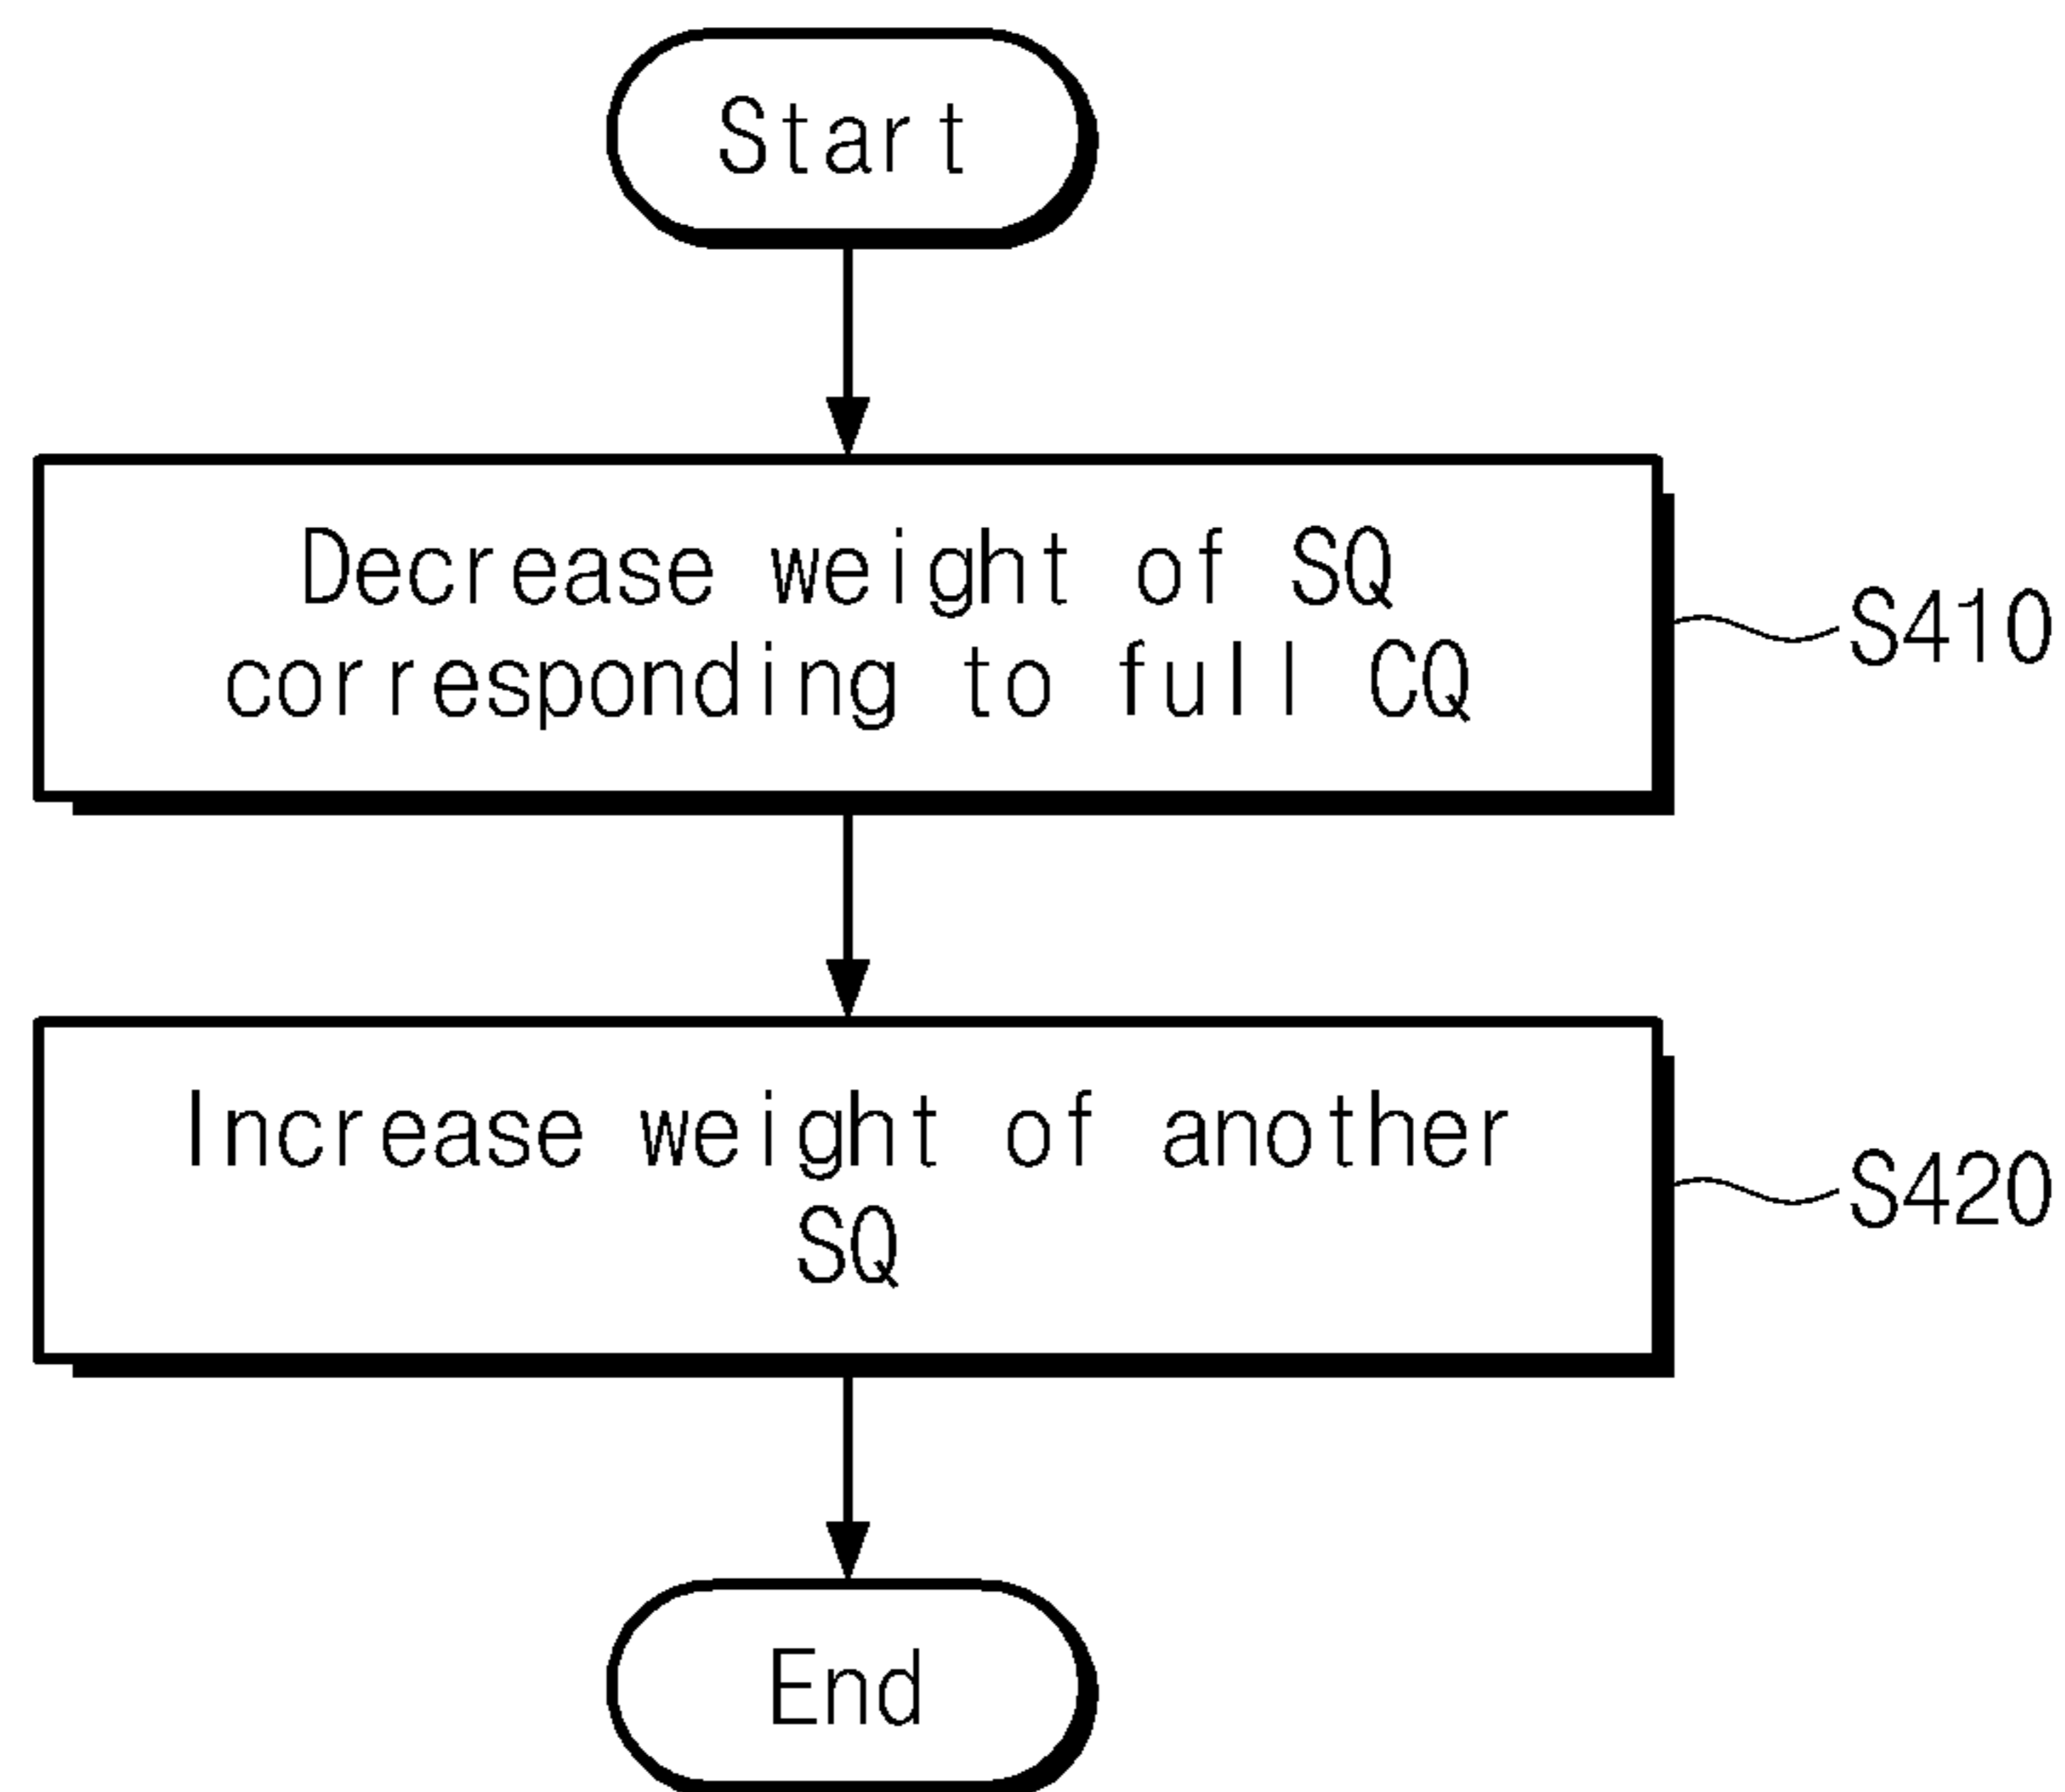 Start
Decrease weight of SQ
corresponding to full CQ
S410
Increase weight of another
SQ
S420
End